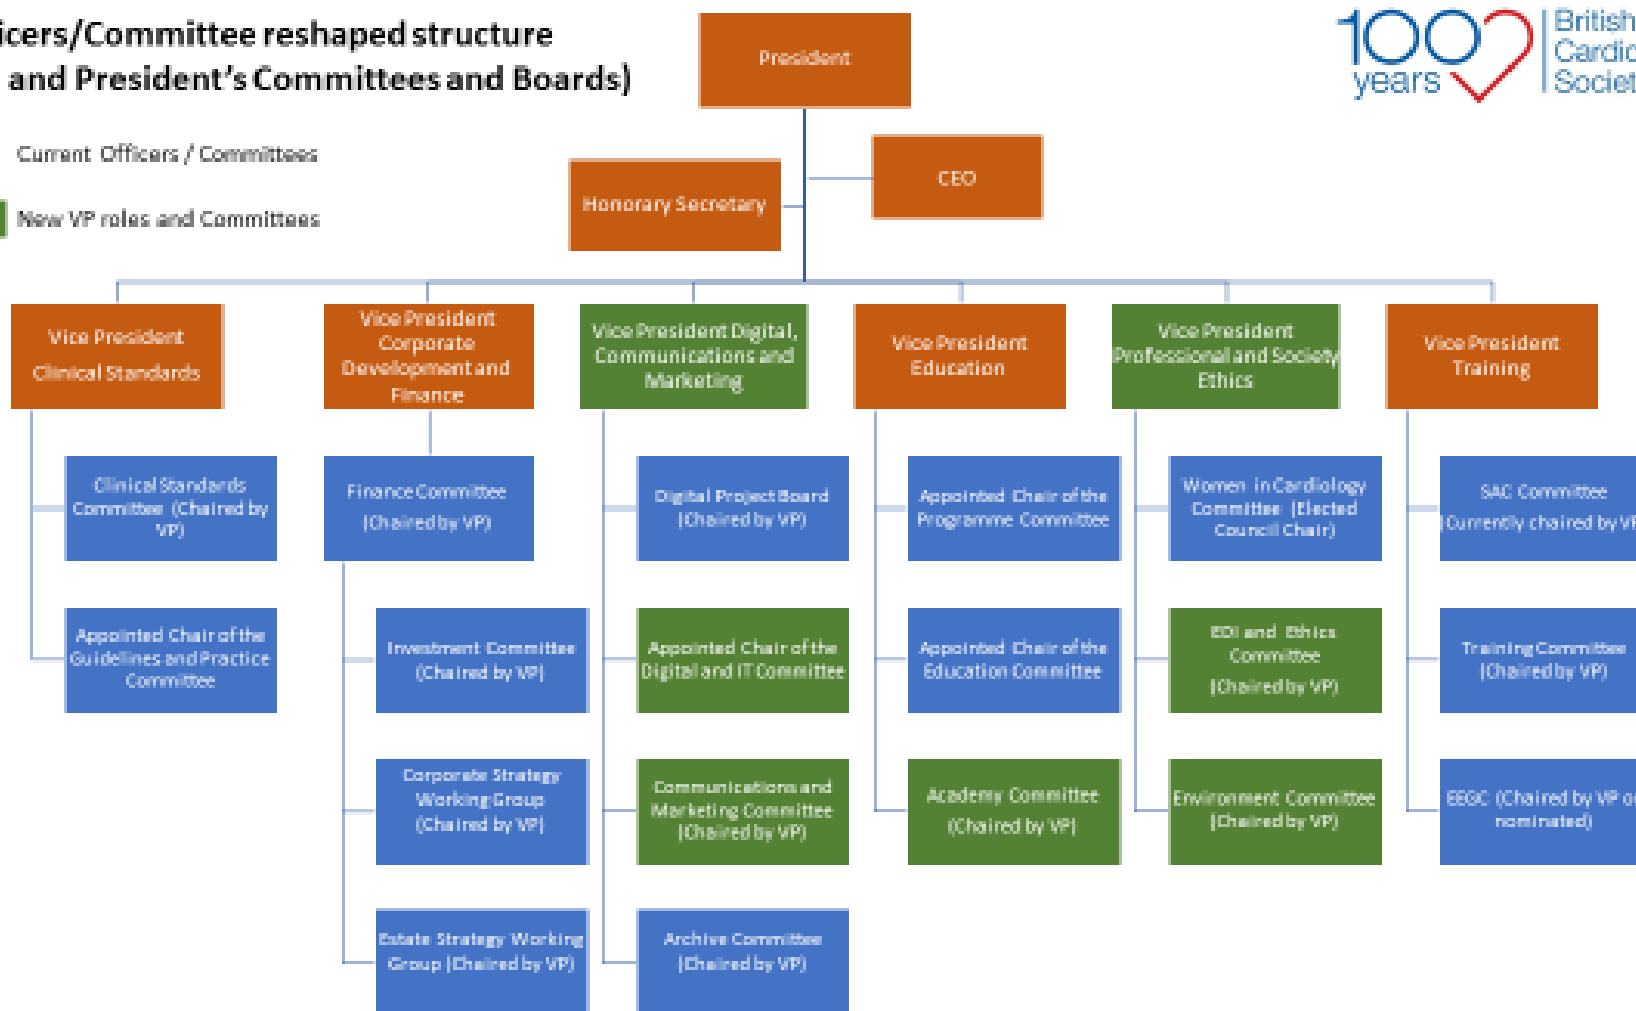 icers/Committee reshaped structure
and President's Committees and Boards)
100
years
British
Cardio
Societ
President
Current Officers / Committees
CEO
Honorary Secretary
New VP roles and Committees
Vice President
Clinical Standards
Vice President
Corporate
Development and
Finance
Vice President Digital,
Communications and
Marketing
Vice President
Education
Vice President
Professional and Society
Ethics
Vice President
Training
Clinical Standards
Committee (Chaired by
VP)
Finance Committee
(Chaired by VP)
Digital Project Board
(Chaired by VP)
Appointed Chair of the
Programme Committee
Women in Cardiology
Committee (Elected
Council Chair)
SAC Committee
(Currently chaired by VP
Appointed Chair of the
Guidelines and Practice
Committee
Investment Committee
(Chaired by VP)
Appointed Chair of the
Digital and IT Committee
Appointed Chair of the
Education Committee
EDI and Ethics
Committee
(Chaired by VP)
Training Committee
(Chaired by VP)
Corporate Strategy
Working Group
(Chaired by VP)
Communications and
Marketing Committee
(Chaired by VP)
Academy Committee
(Chaired by VP)
Environment Committee
(Chaired by VP)
EEGC (Chaired by VP or
nominated)
Estate Strategy Working
Group (Chaired by VP)
Archive Committee
(Chaired by VP)